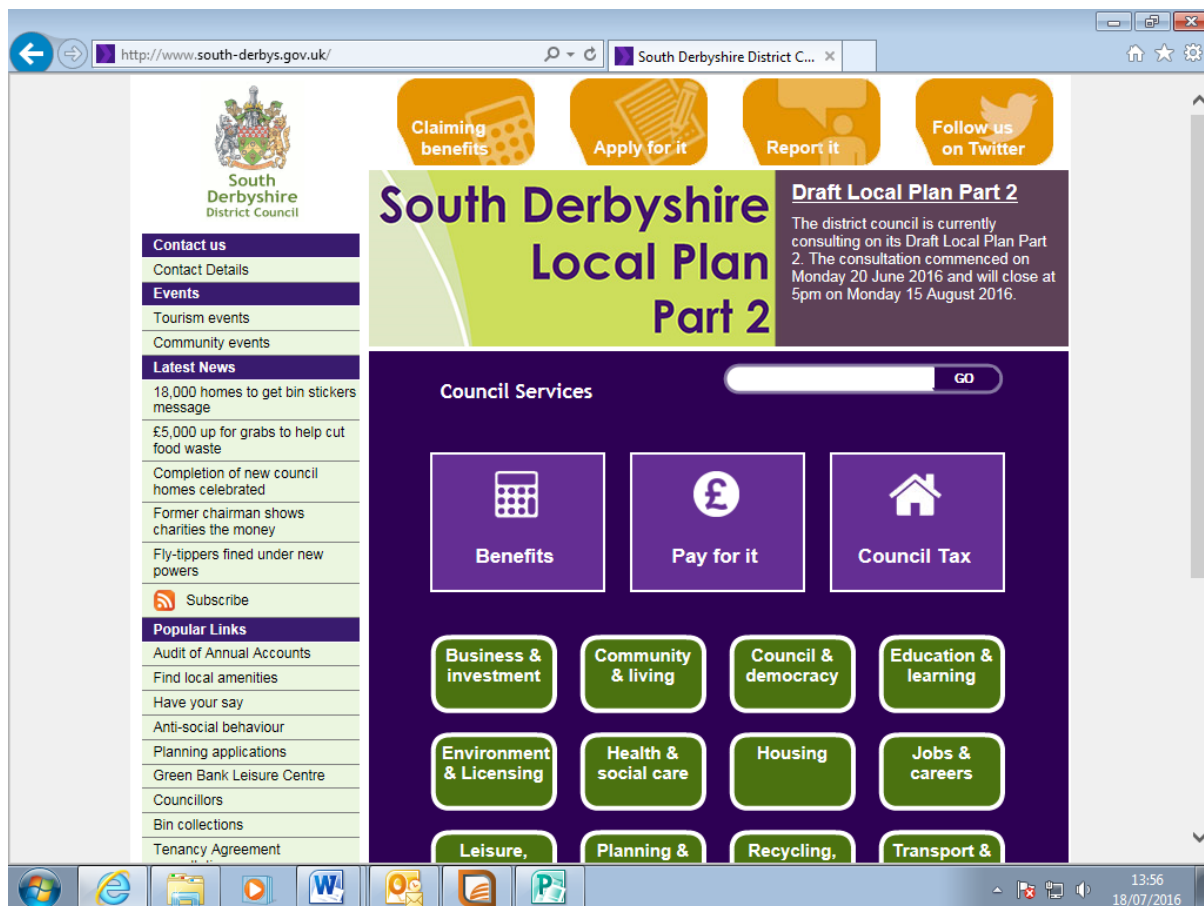 http://www.south-derbys.gov.uk/
South Derbyshire District C...
South
Derbyshire
District Council
Claiming
benefits
Apply for it
Report it
Follow us
on Twitter
South Derbyshire
Local Plan
Part 2
Draft Local Plan Part 2
The district council is currently
consulting on its Draft Local Plan Part
2. The consultation commenced on
Monday 20 June 2016 and will close at
5pm on Monday 15 August 2016.
Contact us
Contact Details
Events
Tourism events
Community events
Latest News
18,000 homes to get bin stickers
message
£5,000 up for grabs to help cut
food waste
Completion of new council
homes celebrated
Former chairman shows
charities the money
Fly-tippers fined under new
powers
Subscribe
Popular Links
Audit of Annual Accounts
Find local amenities
Have your say
Anti-social behaviour
Planning applications
Green Bank Leisure Centre
Councillors
Bin collections
Tenancy Agreement
Council Services
GO
Benefits
Pay for it
Council Tax
Business &
investment
Community
& living
Council &
democracy
Education &
learning
Environment
& Licensing
Health &
social care
Housing
Jobs &
careers
Leisure,
Planning &
Recycling,
Transport &
13:56
18/07/2016